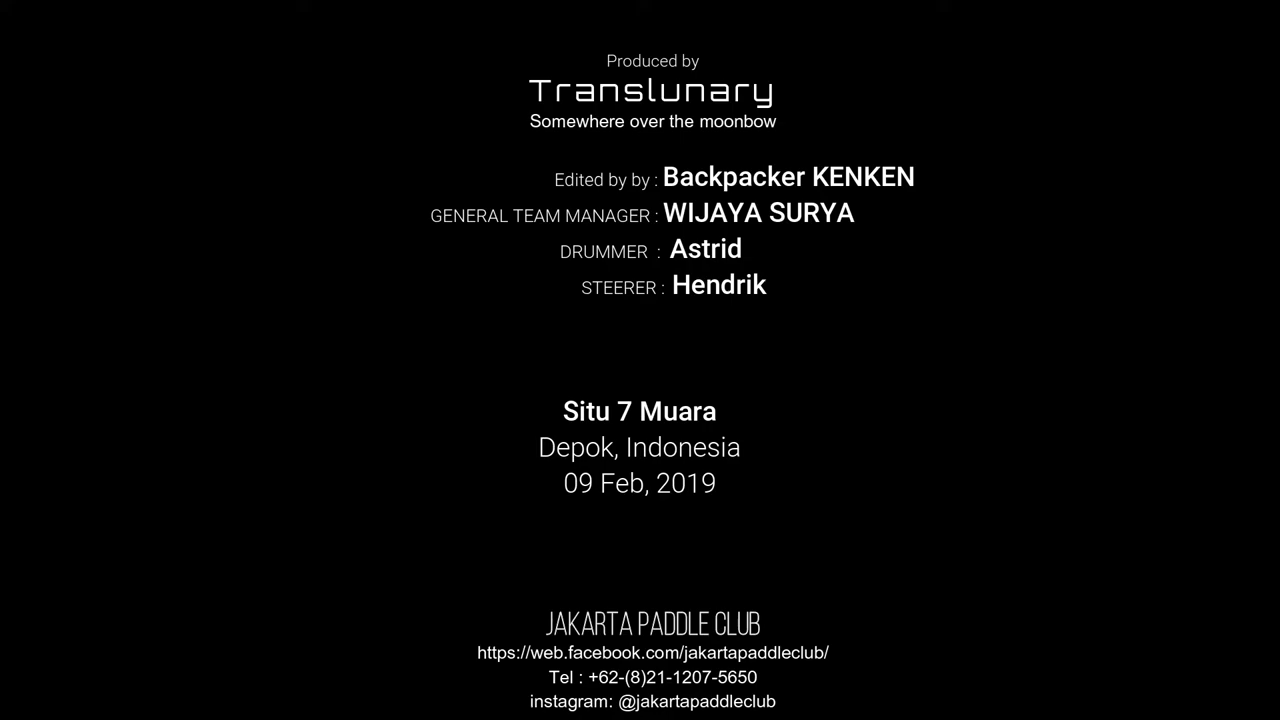 Produced by
Translunary
Somewhere over the moonbow
Edited by by : Backpacker KENKEN
GENERAL TEAM MANAGER : WIJAYA SURYA
DRUMMER : Astrid
STEERER : Hendrik
Situ 7 Muara
Depok, Indonesia
09 Feb, 2019
JAKARTA PADDLE CLUB
https://web.facebook.com/jakartapaddleclub/
Tel : +62-(8)21-1207-5650
instagram: @jakartapaddleclub